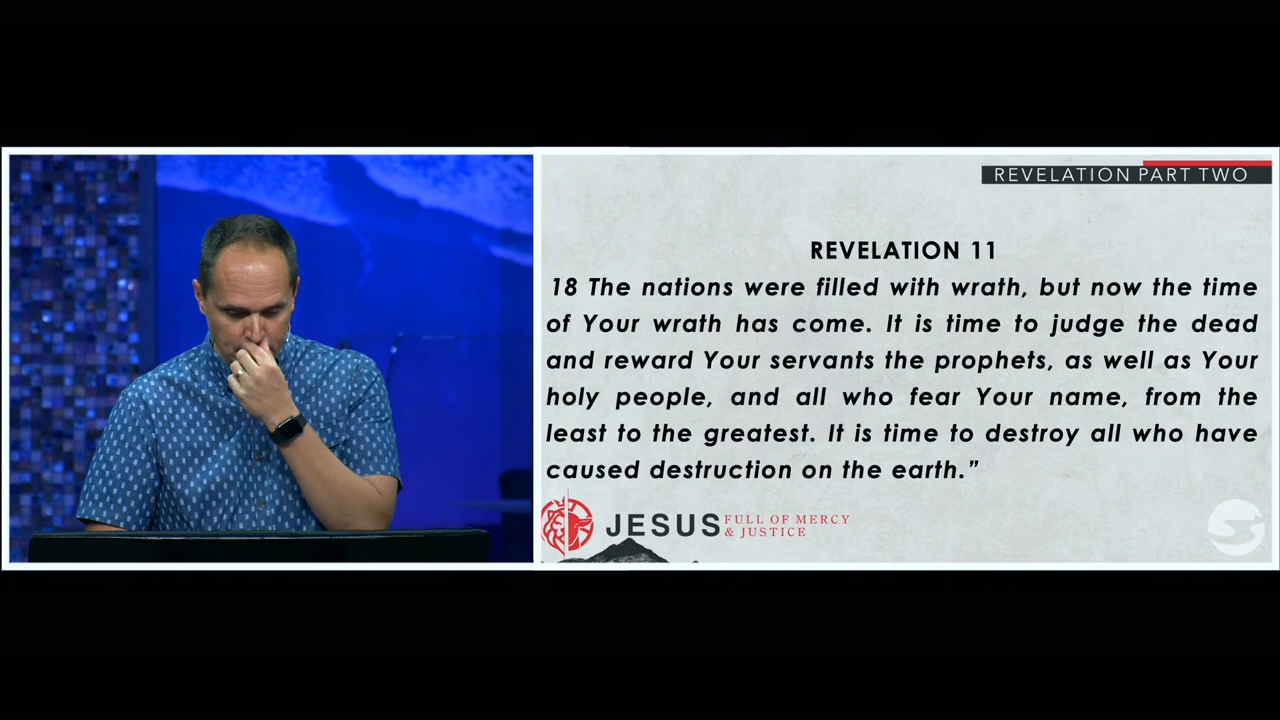 REVELATION PART TWO
REVELATION 11
18 The nations were filled with wrath, but now the time
of Your wrath has come. It is time to judge the dead
and reward Your servants the prophets, as well as Your
holy people, and all who fear Your name, from the
least to the greatest. It is time to destroy all who have
caused destruction on the earth.”
JESUS FULL OF MERCY
& JUSTICE